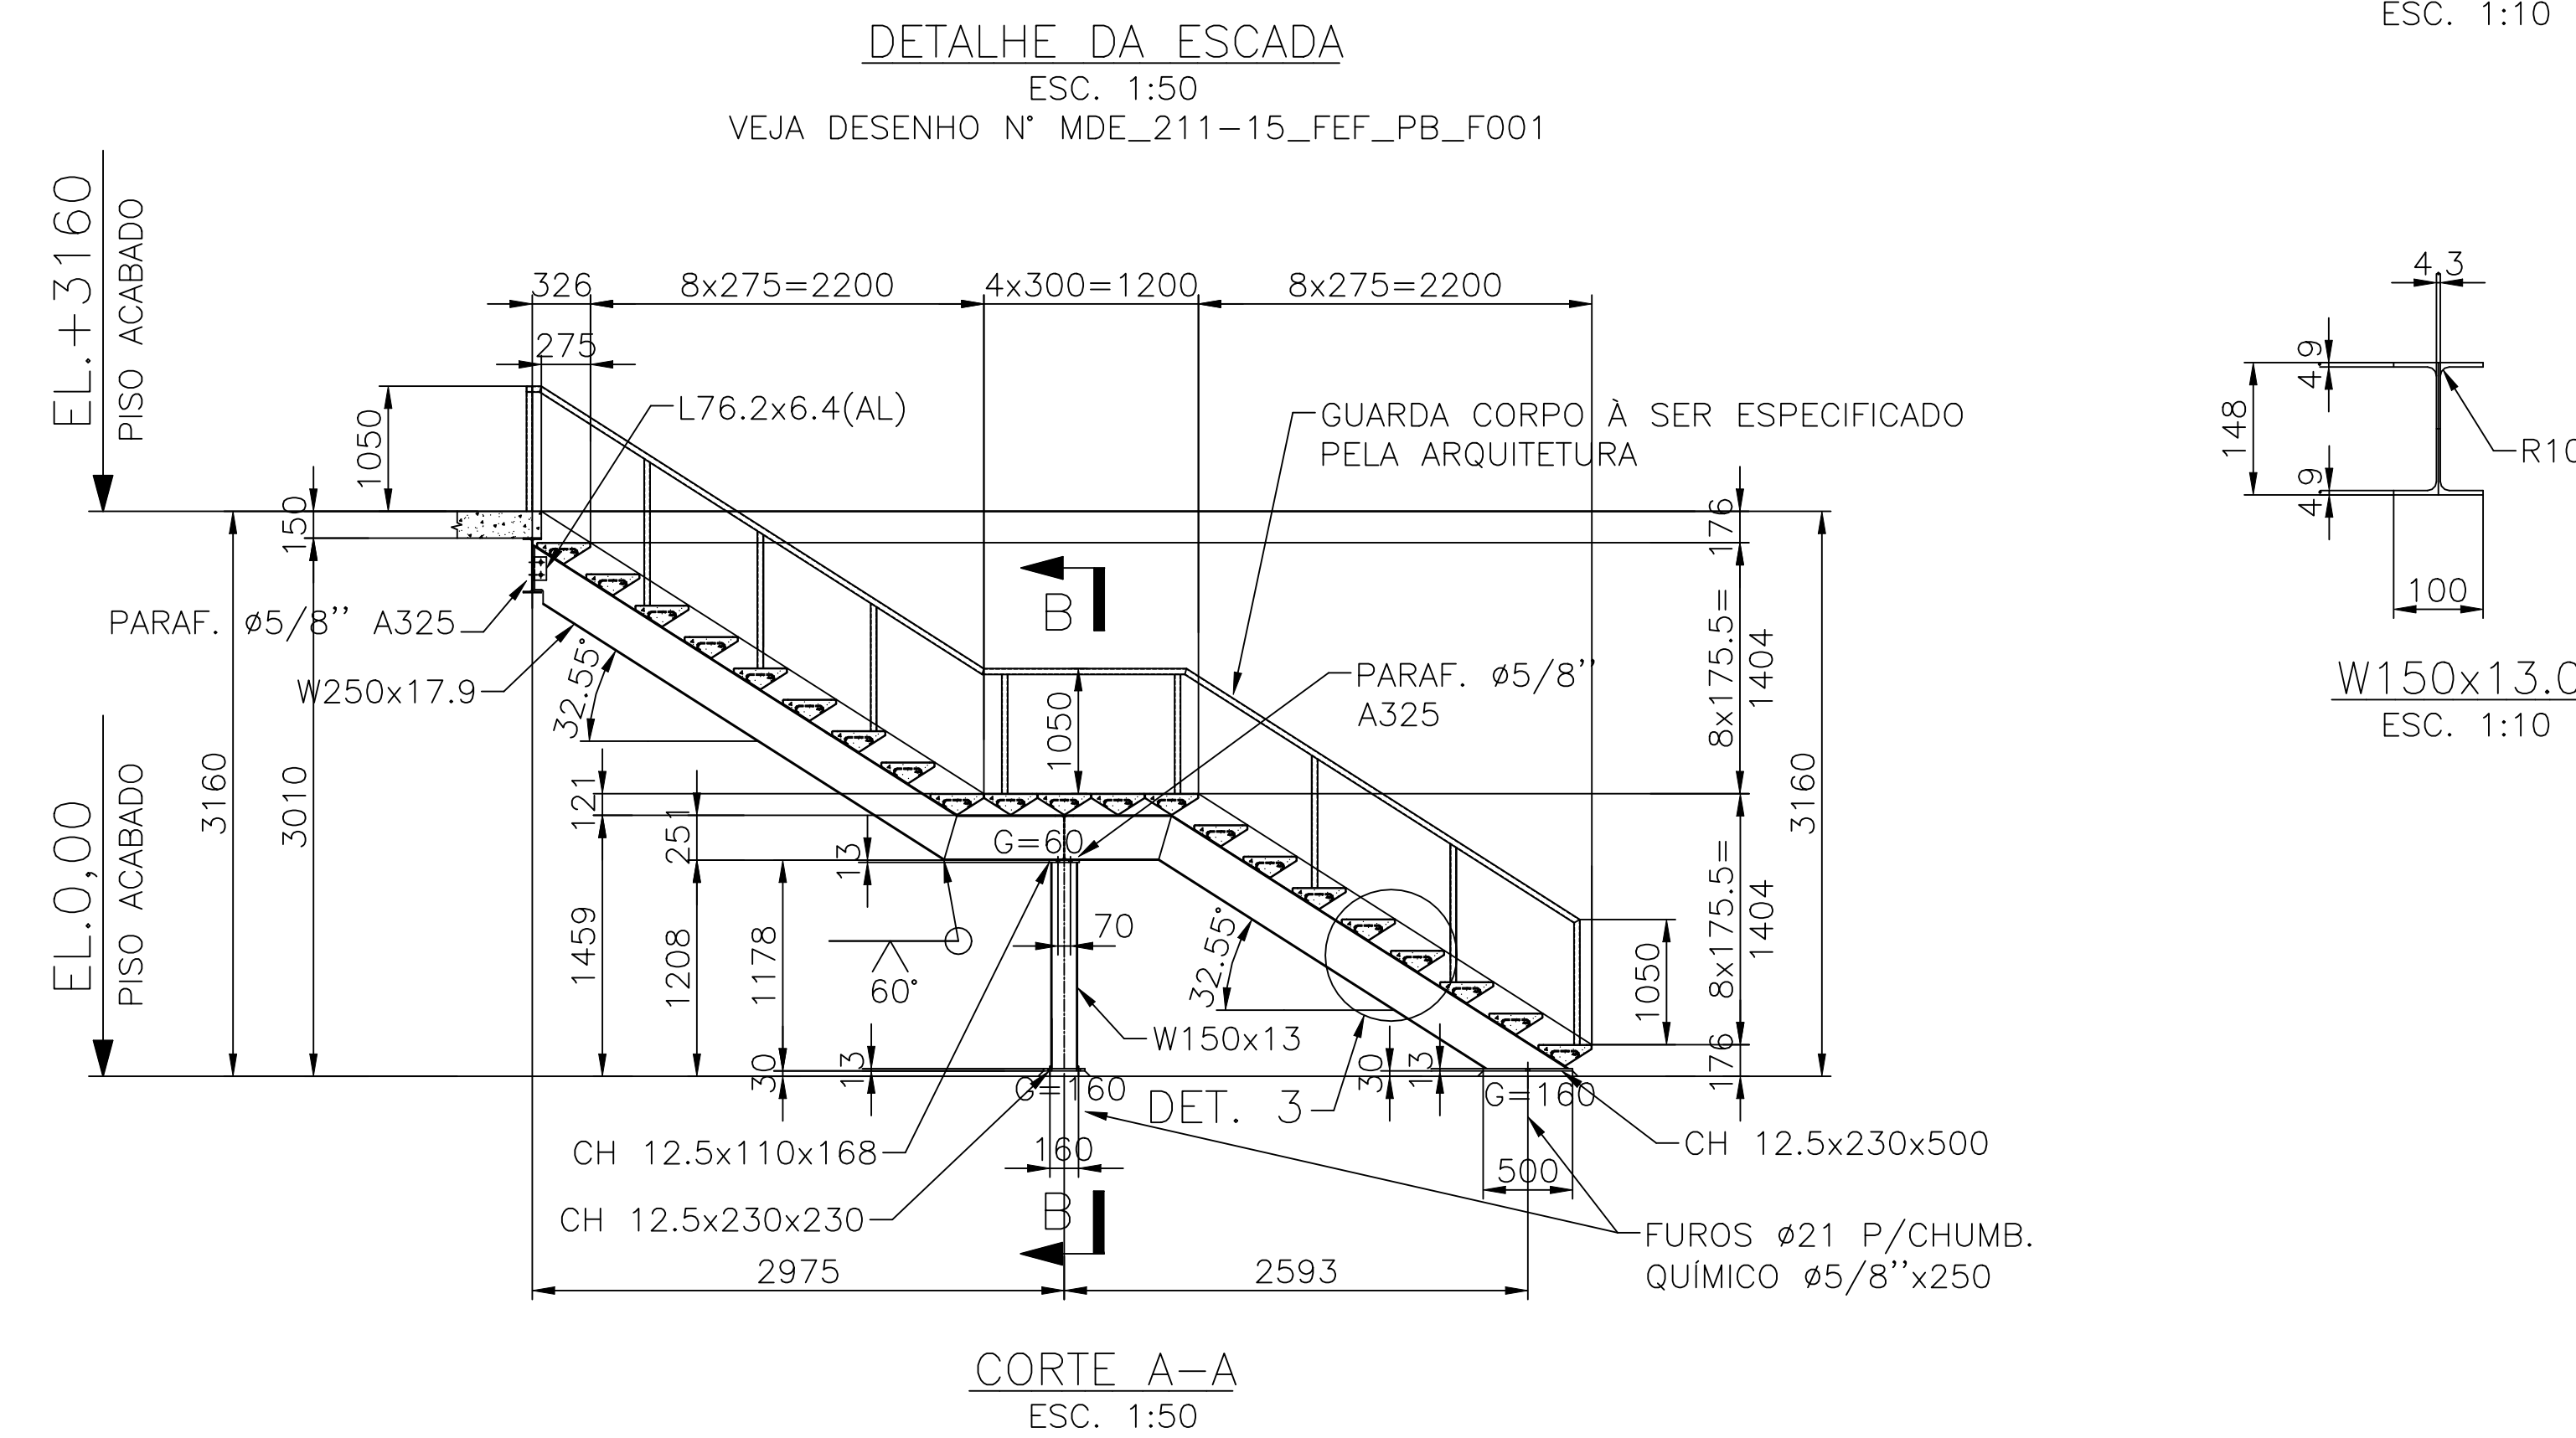 ESC. 1:10
DETALHE DA ESCADA
ESC. 1:50
VEJA DESENHO N° MDE_211-15_FEF_PB_F001
EL.+3160
PISO ACABADO
326
8x275=2200
4x300=1200
8x275=2200
275
1050
L76.2x6.4(AL)
GUARDA CORPO À SER ESPECIFICADO
PELA ARQUITETURA
150
176
B
PARAF. ø5/8'' A325
W250x17.9
32.55°
PARAF. ø5/8''
A325
1050
8x175.5=
1404
EL.0,00
PISO ACABADO
3160
3010
121
251
13
G=60
3160
1459
1208
1178
70
60°
32.55°
1050
8x175.5=
1404
W150x13
30
13
G=160
DET. 3
30
13
G=160
176
CH 12.5x110x168
160
CH 12.5x230x500
500
CH 12.5x230x230
B
FUROS ø21 P/CHUMB.
QUÍMICO ø5/8''x250
2975
2593
CORTE A-A
ESC. 1:50
4.3
4.9
148
4.9
R10
100
W150x13.0
ESC. 1:10